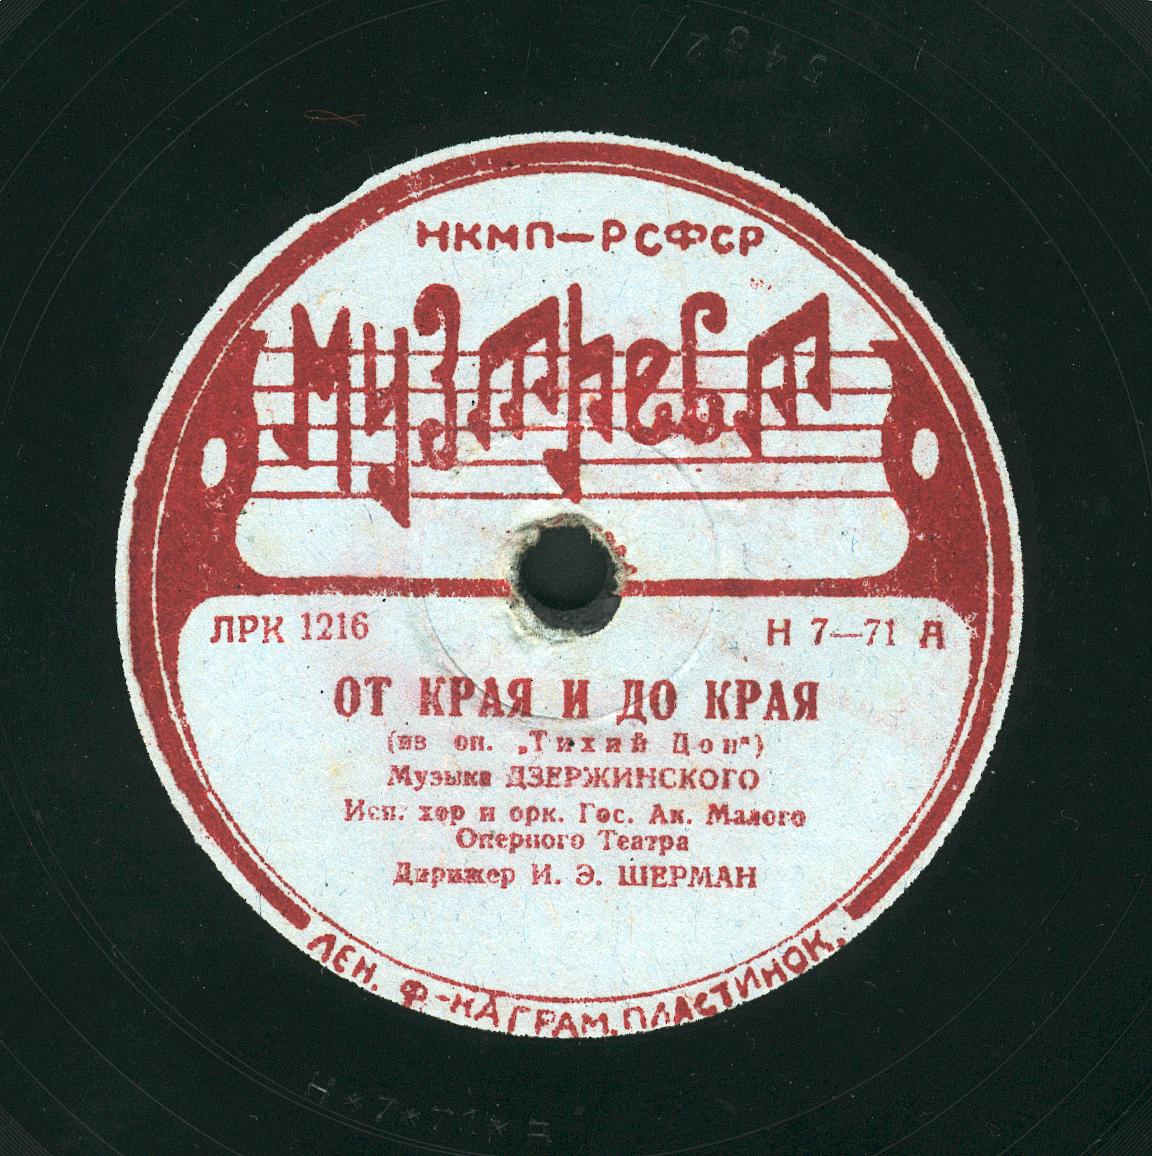 НКМП—РСФСР
Музтрест
ЛРК 1216
Н 7—71 А
ОТ КРАЯ И ДО КРАЯ
(из оп. „Тихий Дон“)
Музыка ДЗЕРЖИНСКОГО
Исп. хор и орк. Гос. Ак. Малого
Оперного Театра
Дирижер И. Э. ШЕРМАН
ЛЕН. Ф-КА ГРАМ. ПЛАСТИНОК.
5432